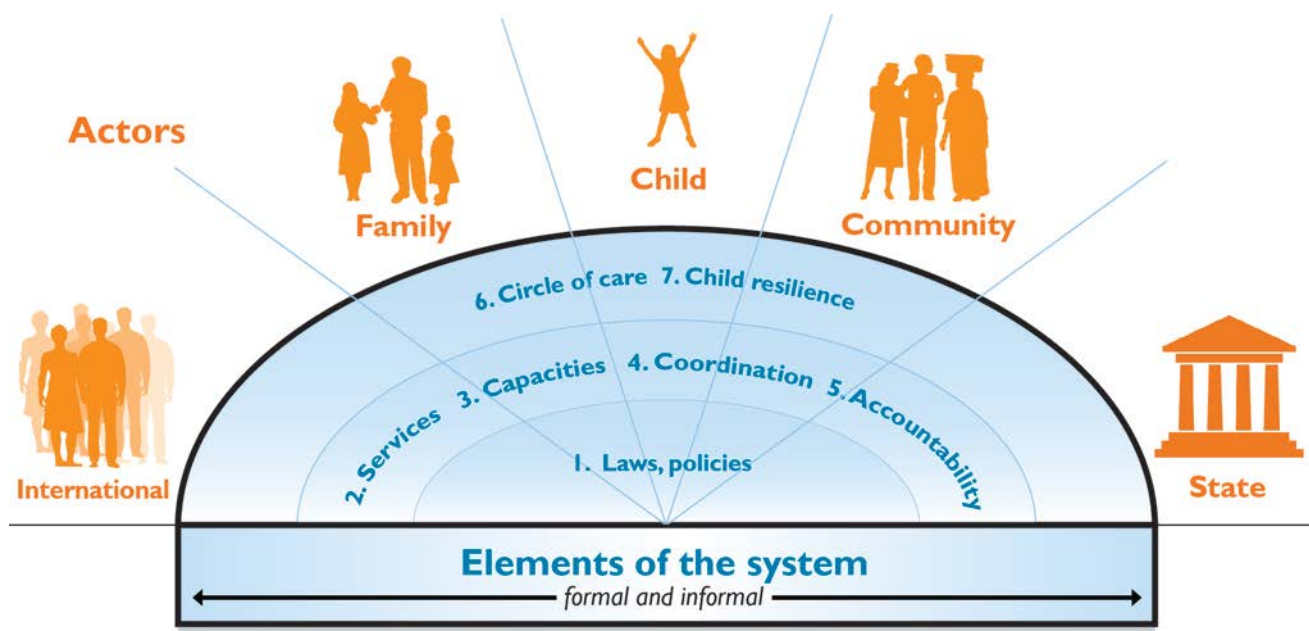 Actors
Child
Family
Community
6. Circle of care
7. Child resilience
International
State
2. Services
3. Capacities
4. Coordination
5. Accountability
1. Laws, policies
Elements of the system
formal and informal